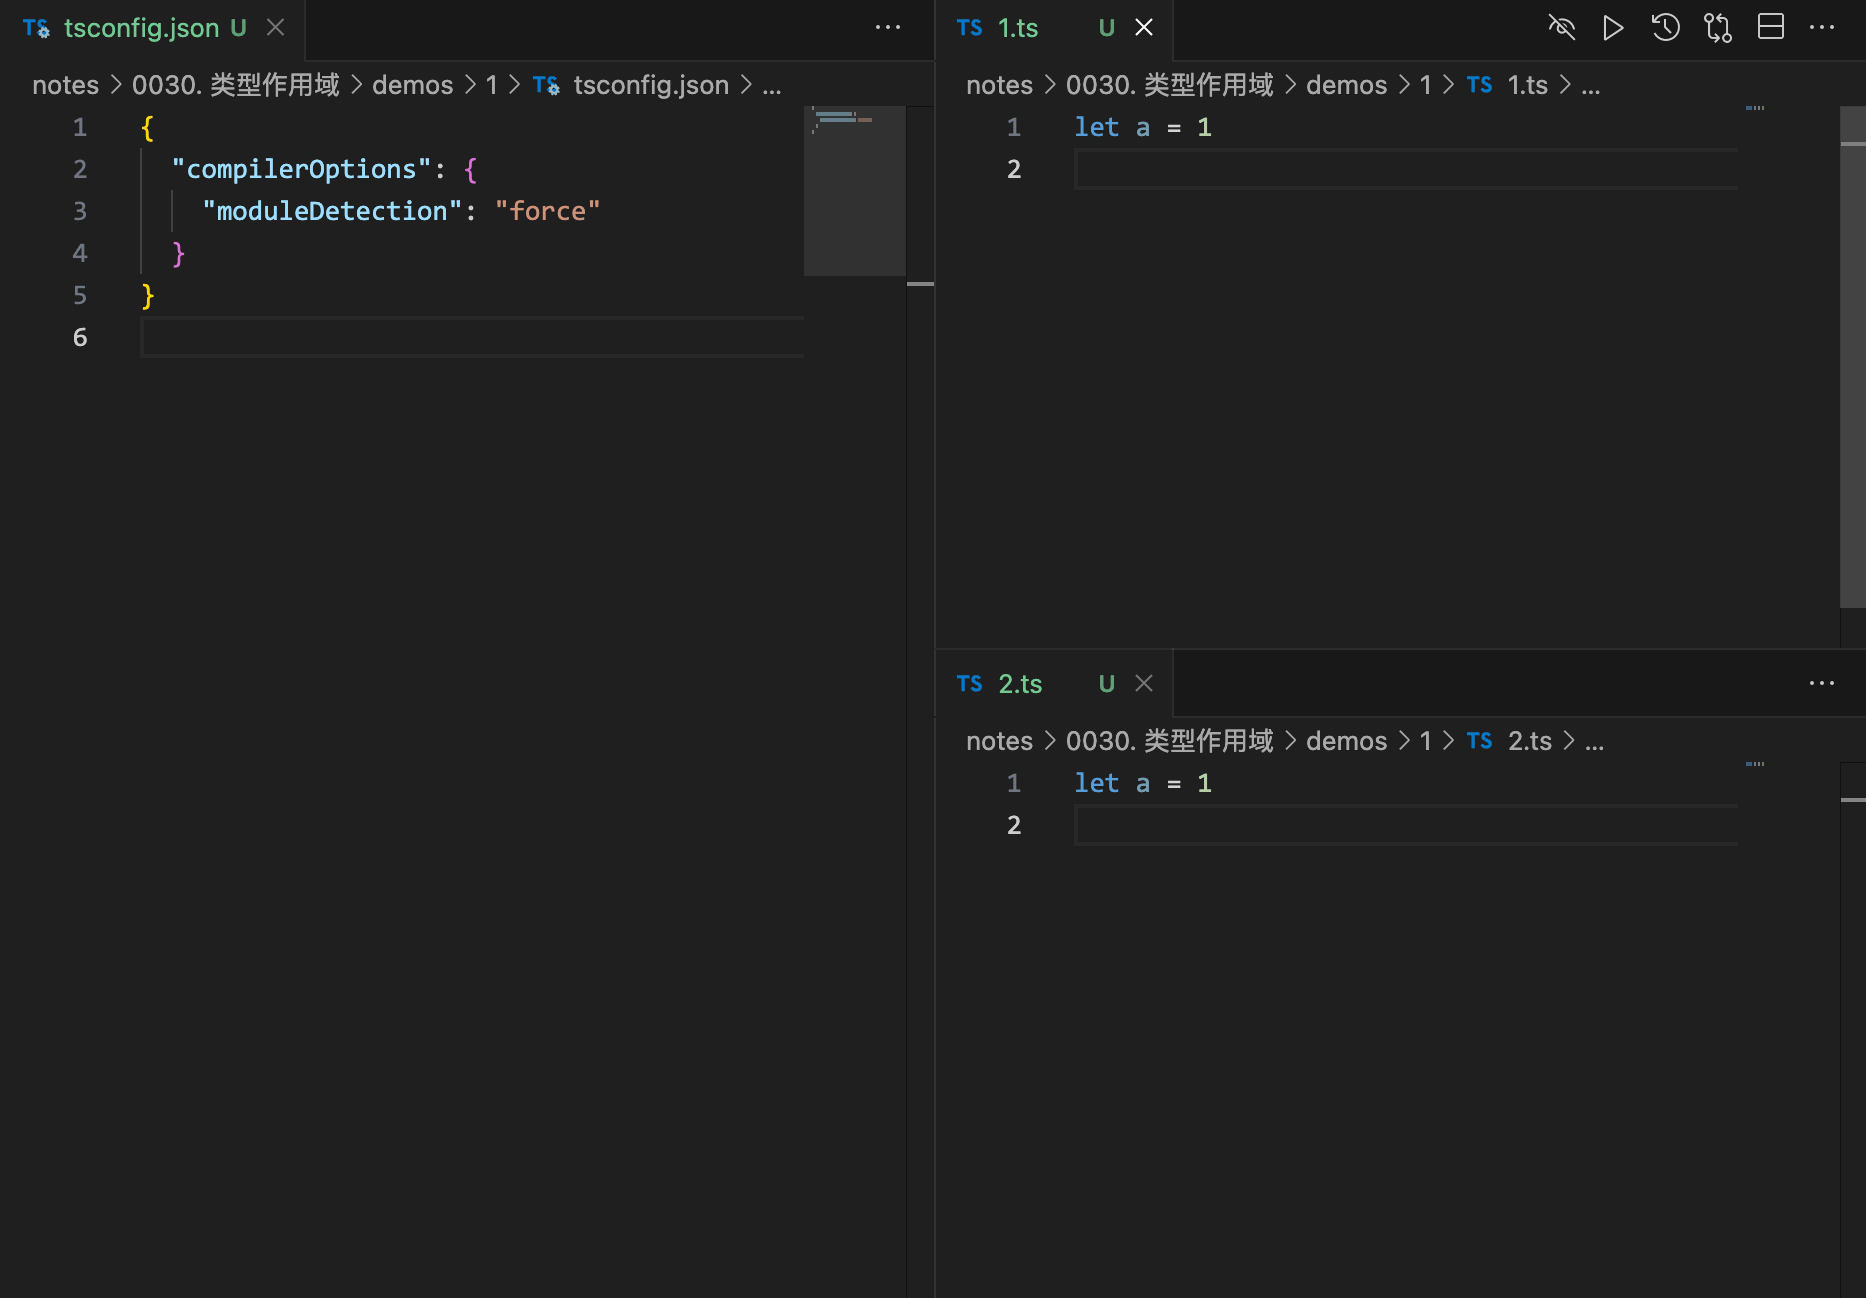 TS tsconfig.json U
notes > 0030. 类型作用域 > demos > 1 > TS tsconfig.json > ...
1 {
2 "compilerOptions": {
3 "moduleDetection": "force"
4 }
5 }
6
TS 1.ts U
notes > 0030. 类型作用域 > demos > 1 > TS 1.ts > ...
1 let a = 1
2
TS 2.ts U
notes > 0030. 类型作用域 > demos > 1 > TS 2.ts > ...
1 let a = 1
2